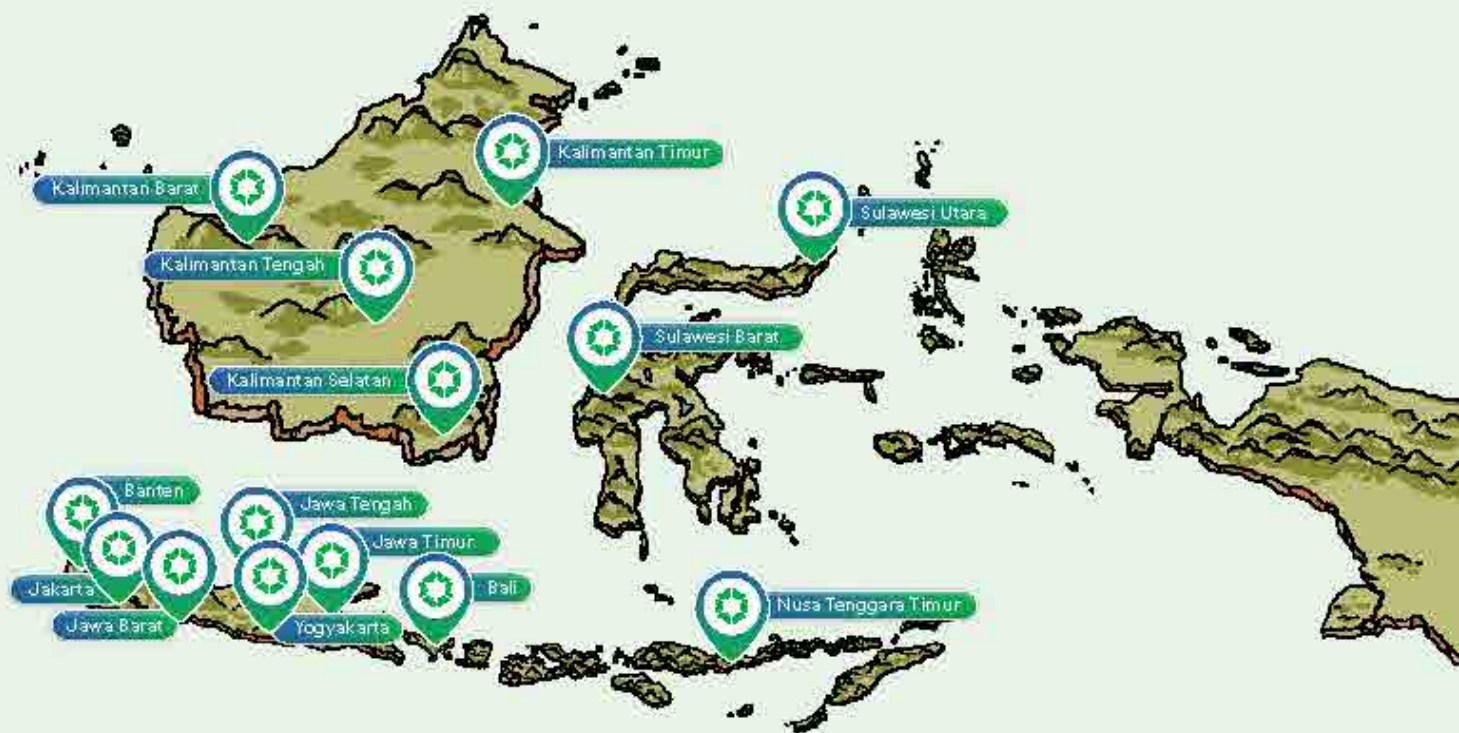 Kalimantan Timur
Kalimantan Barat
Sulawesi Utara
Kalimantan Tengah
Sulawesi Barat
Kalimantan Selatan
Banten
Jawa Tengah
Jawa Timur
Jakarta
Bali
Jawa Barat
Yogyakarta
Nusa Tenggara Timur